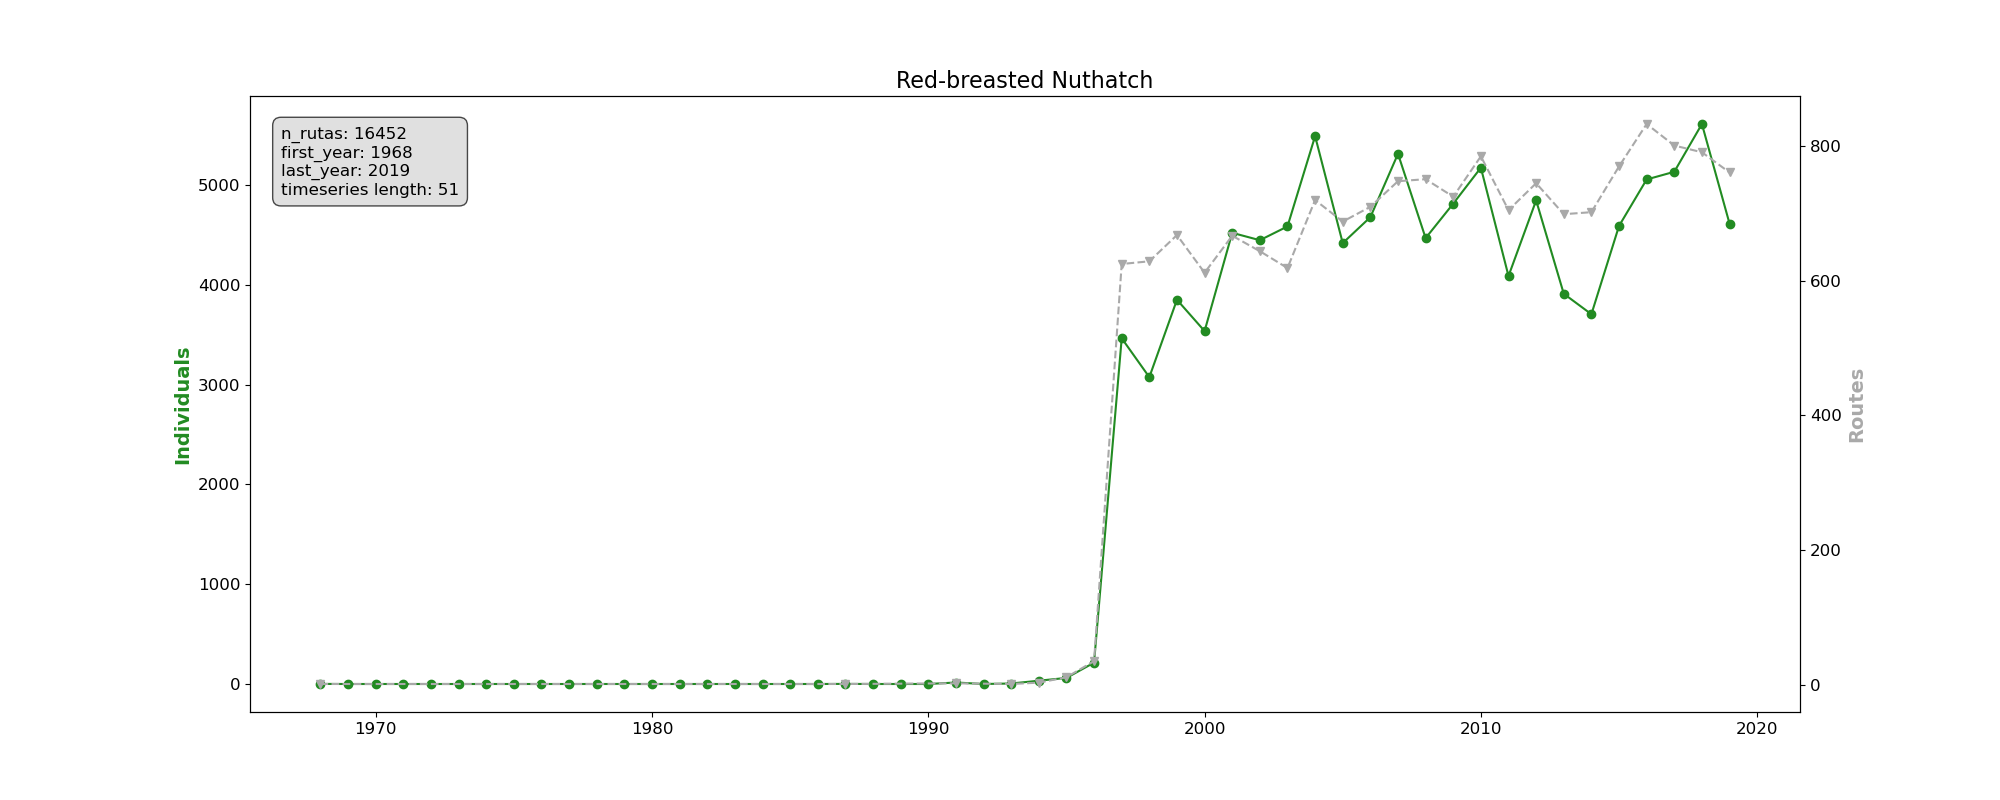 Red-breasted Nuthatch
n_rutas: 16452
first_year: 1968
last_year: 2019
timeseries length: 51
5000
4000
3000
2000
1000
0
Individuals
800
600
400
200
0
Routes
1970 1980 1990 2000 2010 2020